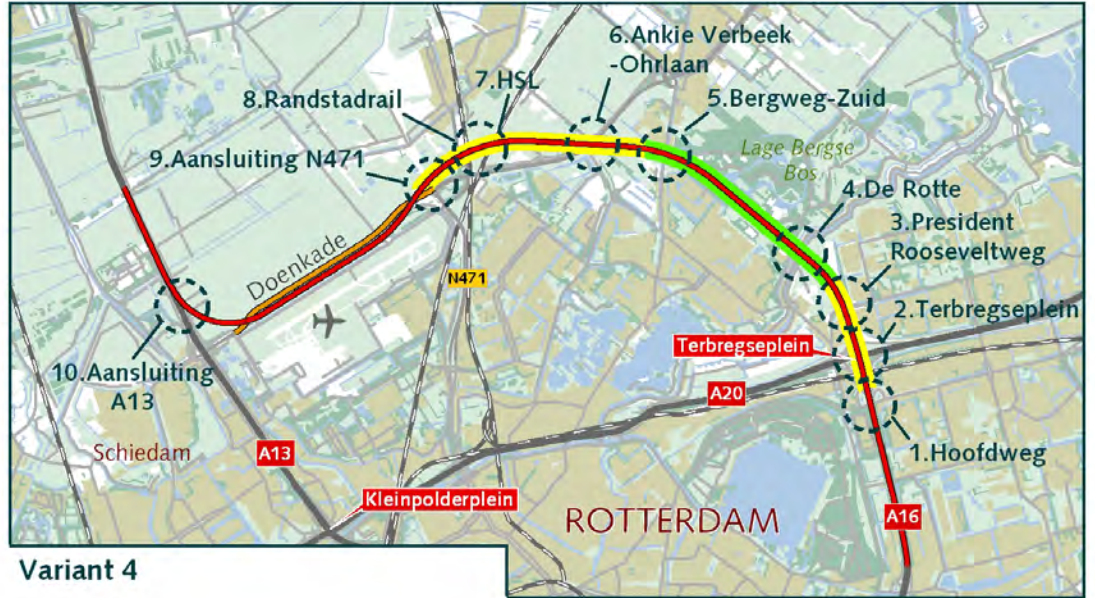 6.Ankie Verbeek
-Ohrlaan
7.HSL
8.Randstadrail
5.Bergweg-Zuid
9.Aansluiting N471
Lage Bergse
Bos
4.De Rotte
3.President
Rooseveltweg
Doenkade
N471
2.Terbregseplein
Terbregseplein
10.Aansluiting
A13
A20
Schiedam
A13
1.Hoofdweg
Kleinpolderplein
ROTTERDAM
A16
Variant 4